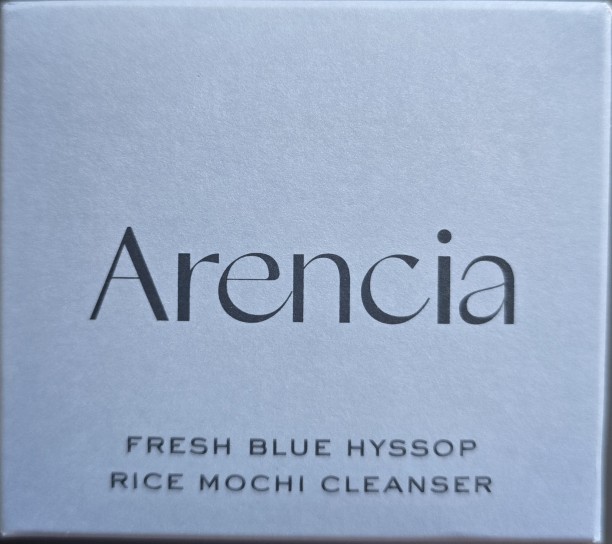 Arencia
FRESH BLUE HYSSOP
RICE MOCHI CLEANSER